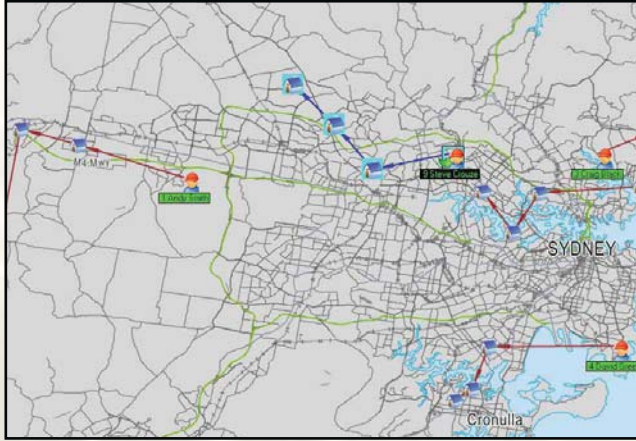 M4-Mwy
1 Andy Smith
9 Steve Crouze
SYDNEY
Cronulla